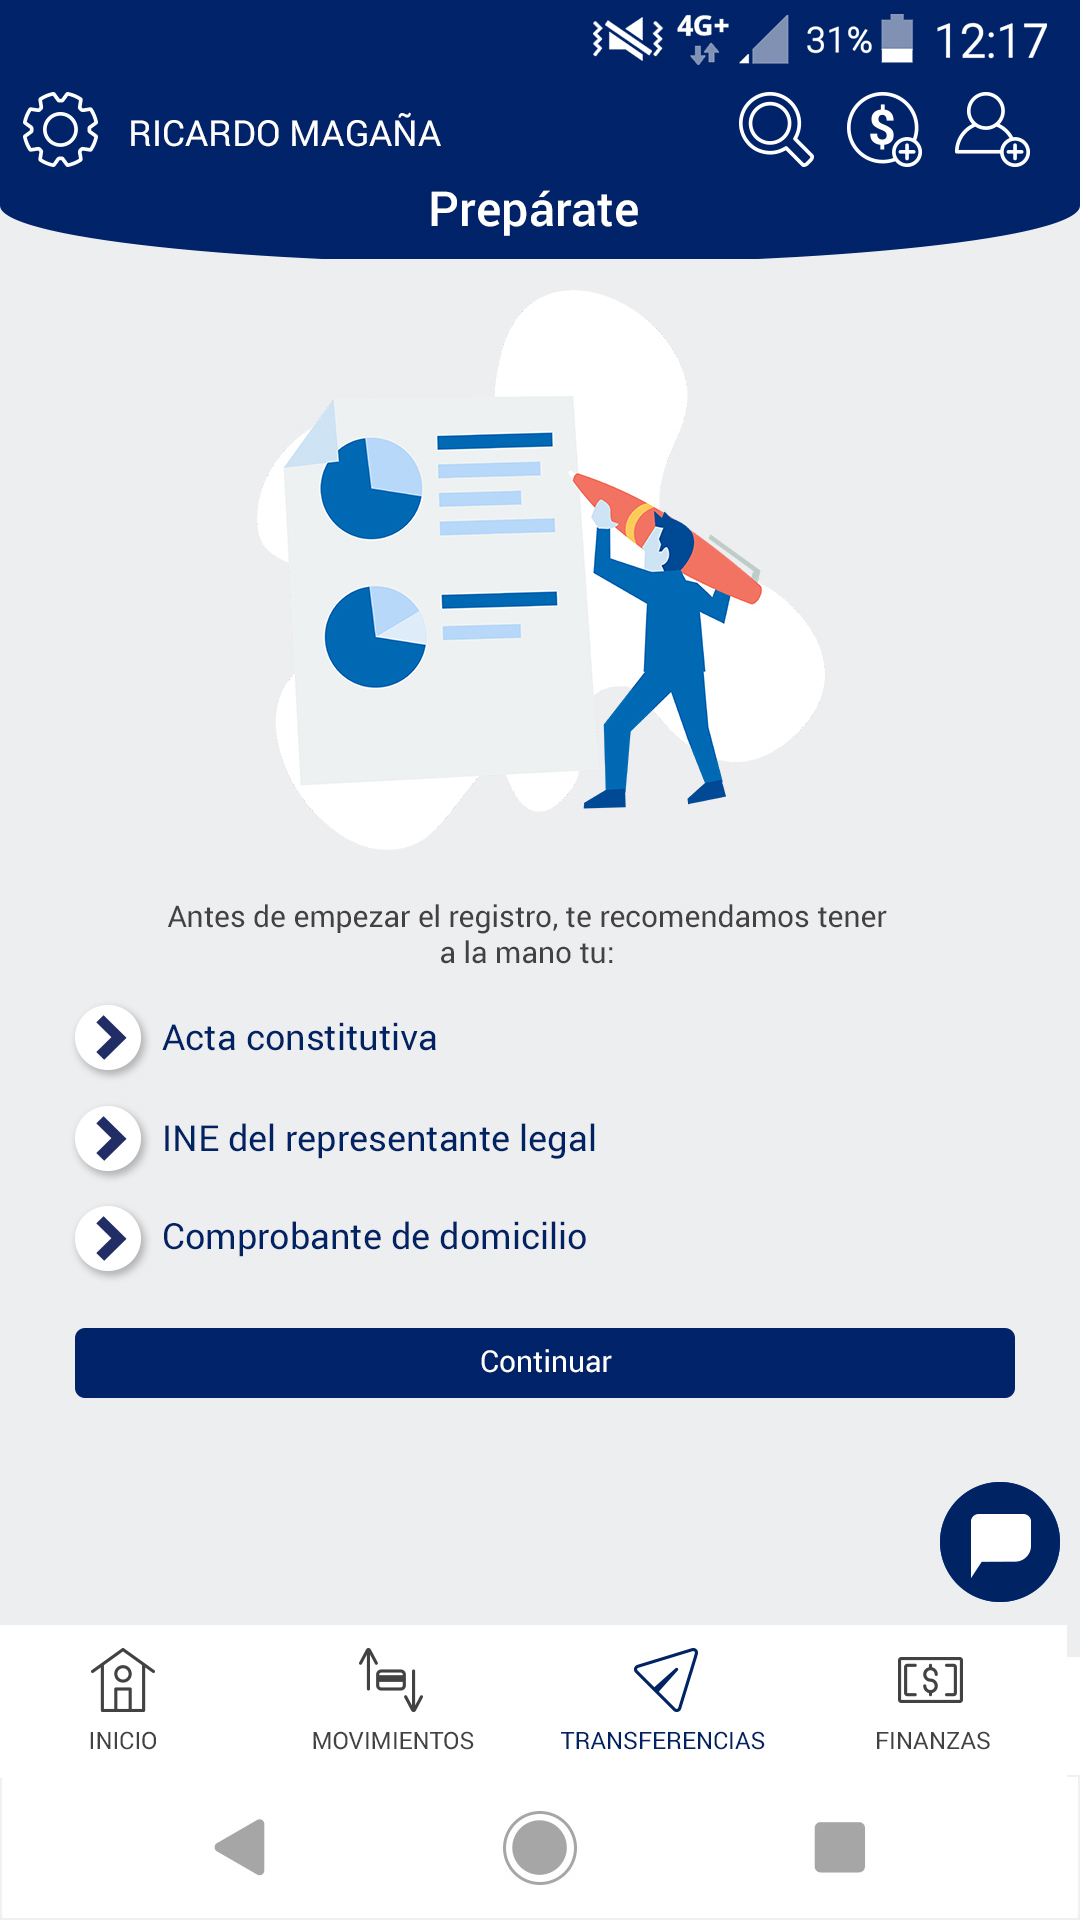 4G+ 31% 12:17
RICARDO MAGAÑA
Prepárate
Antes de empezar el registro, te recomendamos tener
a la mano tu:
Acta constitutiva
INE del representante legal
Comprobante de domicilio
Continuar
INICIO MOVIMIENTOS TRANSFERENCIAS FINANZAS